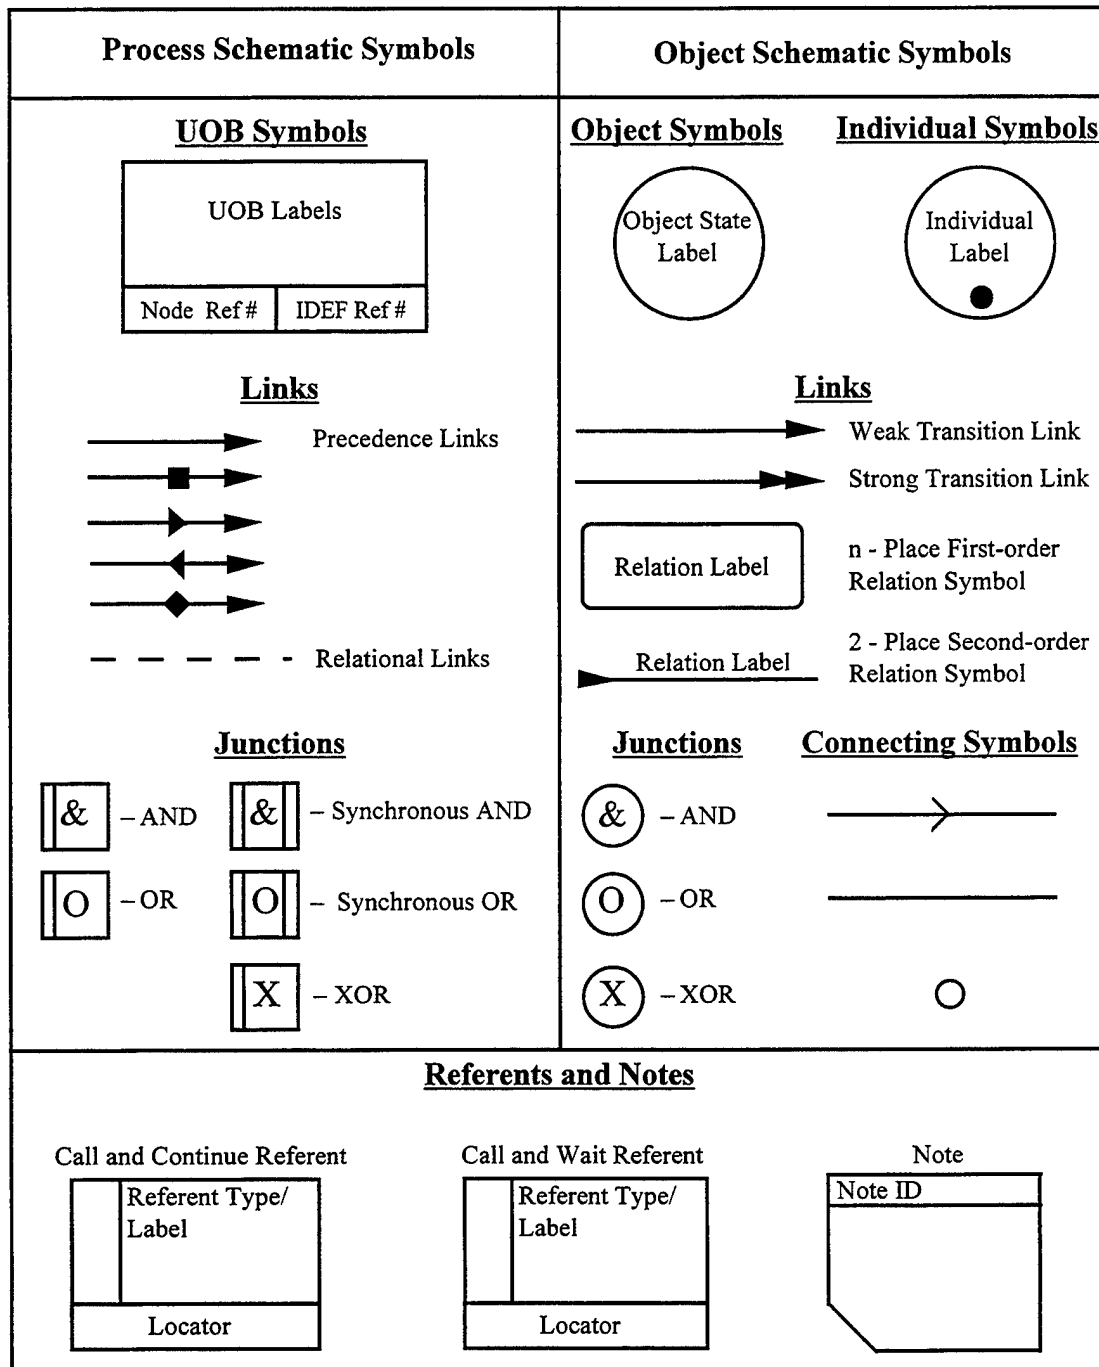 Process Schematic Symbols
Object Schematic Symbols
UOB Symbols
UOB Labels
Node Ref #
IDEF Ref #
Links
Precedence Links
Relational Links
Junctions
& – AND
& – Synchronous AND
O – OR
O – Synchronous OR
X – XOR
Object Symbols
Individual Symbols
Object State
Label
Individual
Label
Links
Weak Transition Link
Strong Transition Link
Relation Label
n - Place First-order
Relation Symbol
Relation Label
2 - Place Second-order
Relation Symbol
Junctions
Connecting Symbols
& – AND
O – OR
X – XOR
Referents and Notes
Call and Continue Referent
Referent Type/
Label
Locator
Call and Wait Referent
Referent Type/
Label
Locator
Note
Note ID